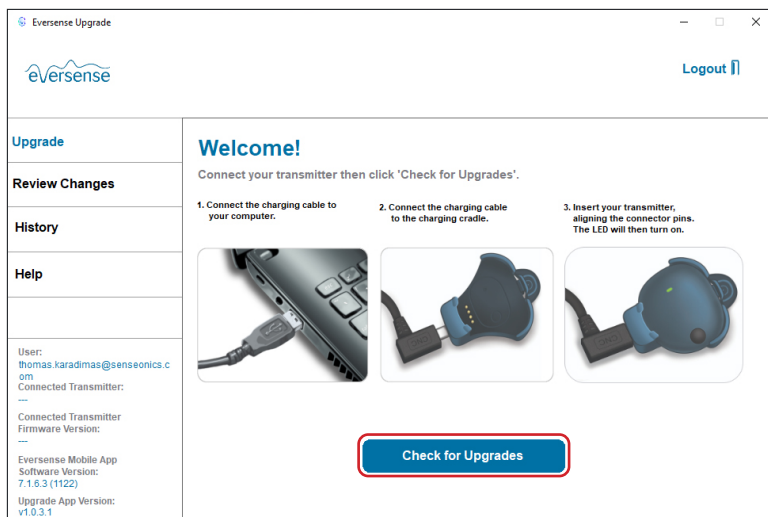 Eversense Upgrade
eversense
Logout
Upgrade
Review Changes
History
Help
User:
thomas.karadimas@senseonics.c
om
Connected Transmitter:
---
Connected Transmitter
Firmware Version:
---
Eversense Mobile App
Software Version:
7.1.6.3 (1122)
Upgrade App Version:
v1.0.3.1
Welcome!
Connect your transmitter then click 'Check for Upgrades'.
1. Connect the charging cable to
your computer.
2. Connect the charging cable
to the charging cradle.
3. Insert your transmitter,
aligning the connector pins.
The LED will then turn on.
Check for Upgrades